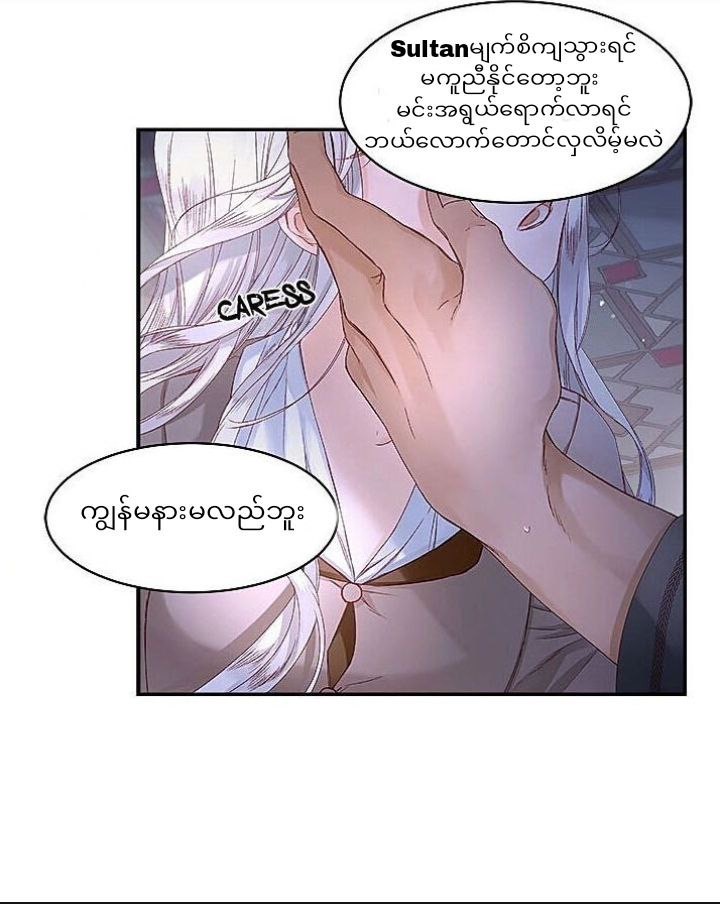 Sultanမျက်စိကျသွားရင်
မကူညီနိုင်တော့ဘူး
မင်းအရွယ်ရောက်လာရင်
ဘယ်လောက်တောင်လှလိမ့်မလဲ
CARESS
ကျွန်မနားမလည်ဘူး